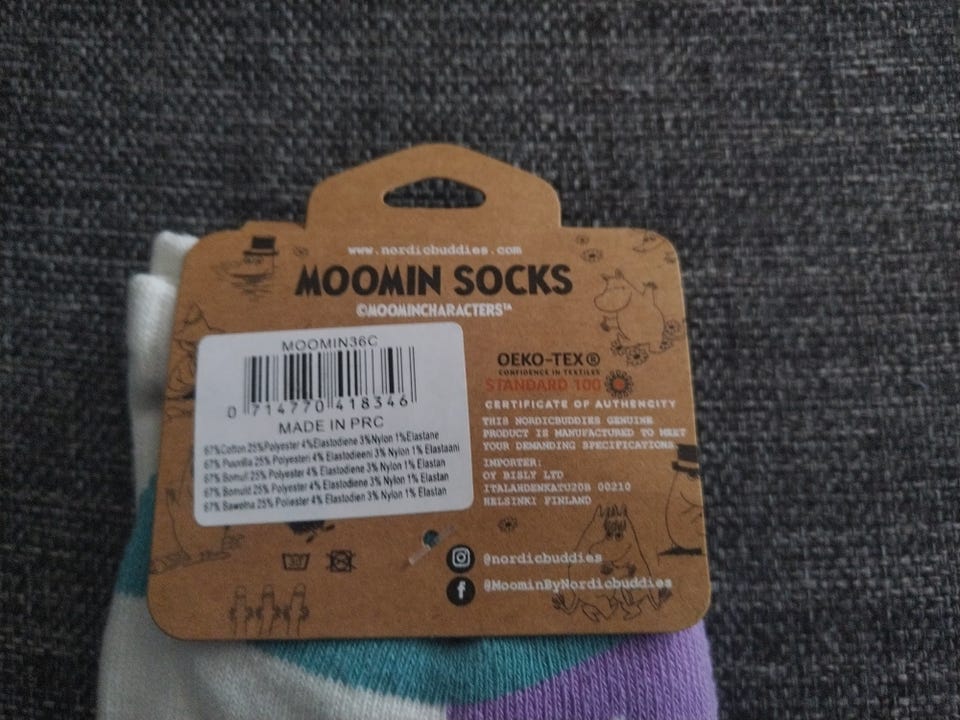 www.nordicbuddies.com
MOOMIN SOCKS
©MOOMINCHARACTERS™
MOOMIN36C
0 714770 418346
MADE IN PRC
67%Cotton 25%Polyester 4%Elastodiene 3%Nylon 1%Elastane
67% Puuvilla 25% Polyesteri 4% Elastodieeni 3% Nylon 1% Elastaani
67% Bomull 25% Polyester 4% Elastodiene 3% Nylon 1% Elastan
67% Bomuld 25% Polyester 4% Elastodiene 3% Nylon 1% Elastan
67% Bawełna 25% Poliester 4% Elastodien 3% Nylon 1% Elastan
OEKO-TEX®
CONFIDENCE IN TEXTILES
STANDARD 100
CERTIFICATE OF AUTHENGITY
THIS NORDICBUDDIES GENUINE
PRODUCT IS MANUFACTURED TO MEET
YOUR DEMANDING SPECIFICATIONS
IMPORTER:
OY BISLY LTD
ITALAHDENKATU20B 00210
HELSINKI FINLAND
30
@nordicbuddies
@MoominByNordicbuddies